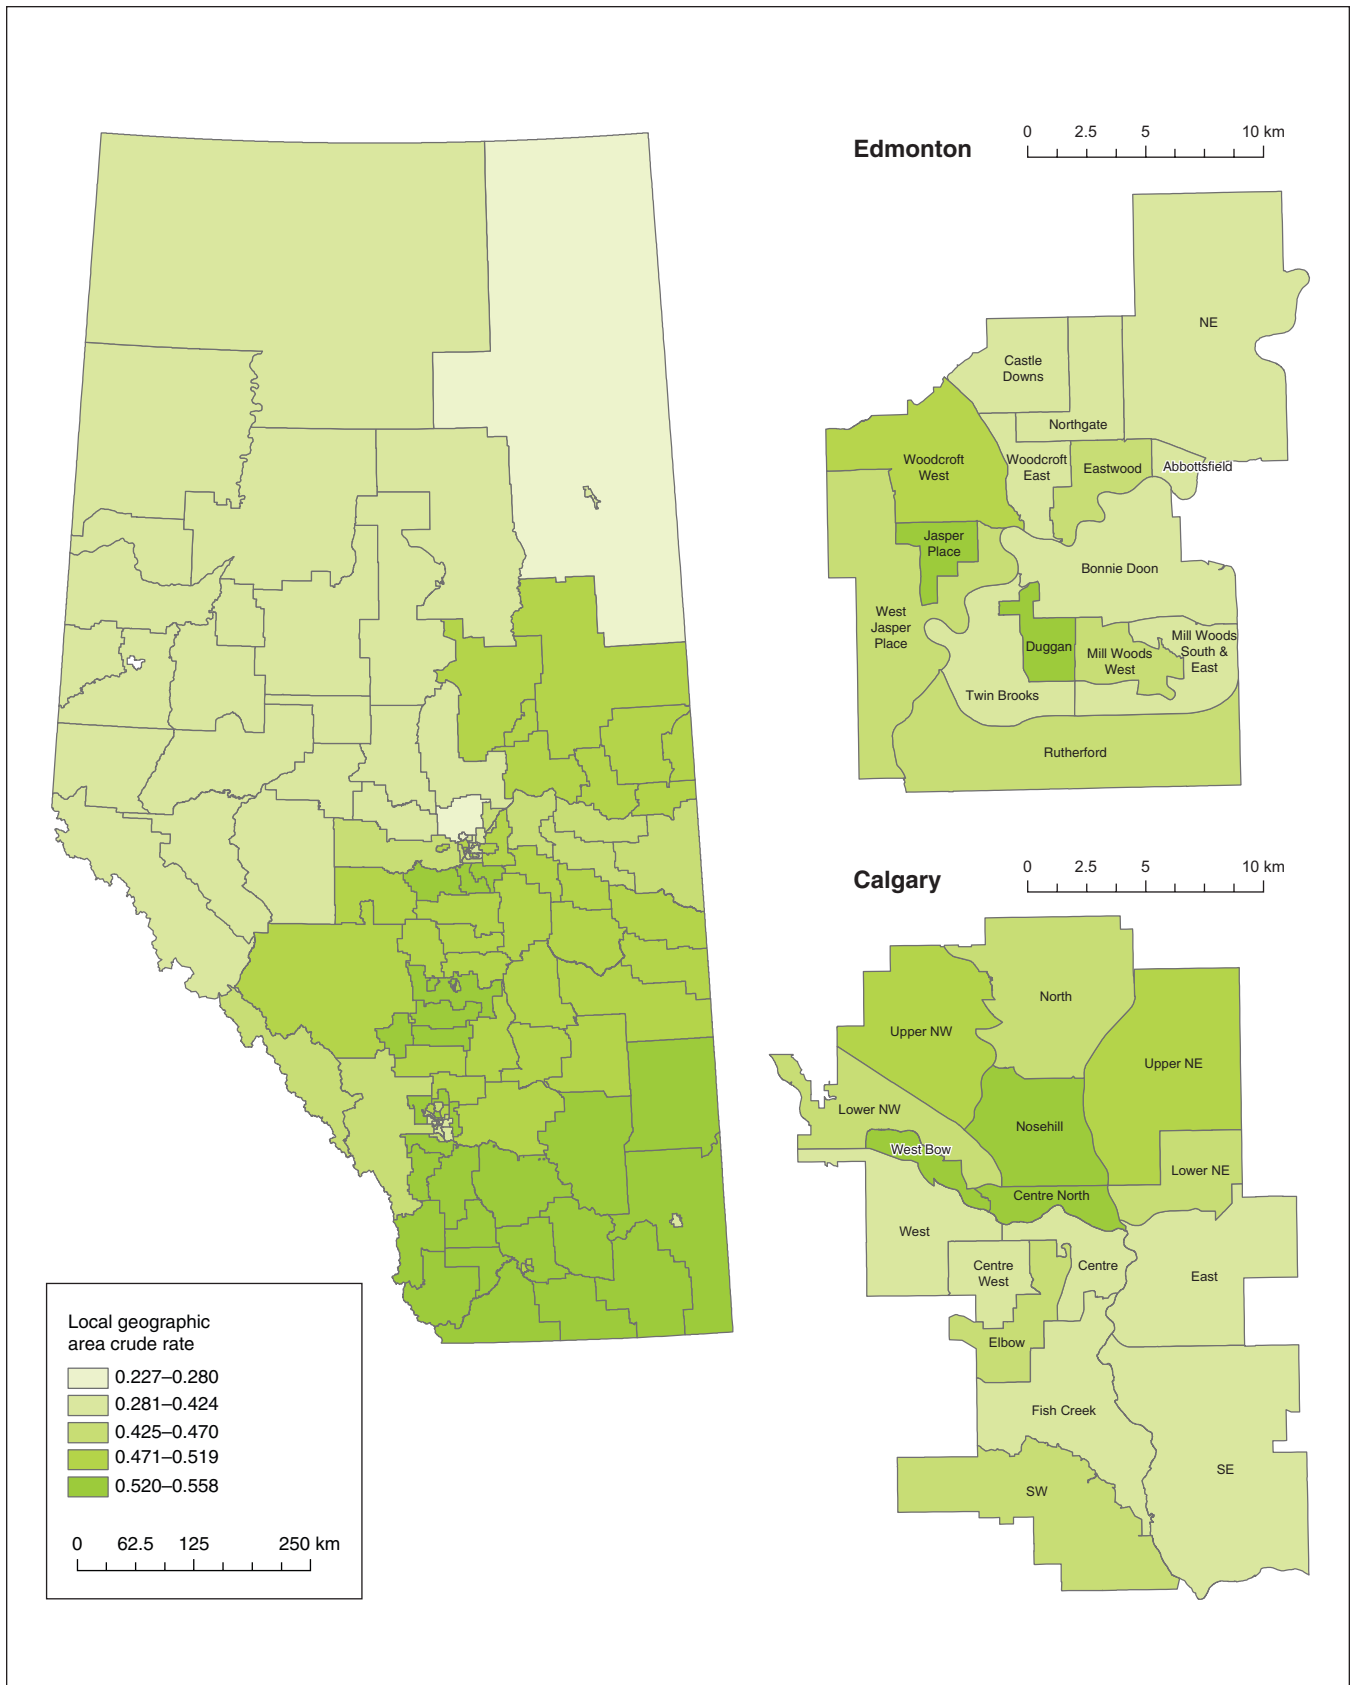 Edmonton
0 2.5 5 10 km
NE
Castle
Downs
Northgate
Woodcroft
West
Woodcroft
East
Eastwood
Abbottsfield
Jasper
Place
Bonnie Doon
West
Jasper
Place
Duggan
Mill Woods
West
Mill Woods
South &
East
Twin Brooks
Rutherford
Calgary
0 2.5 5 10 km
North
Upper NW
Upper NE
Lower NW
Nosehill
West Bow
Lower NE
Centre North
West
Centre
West
Centre
East
Elbow
Fish Creek
SE
SW
Local geographic
area crude rate
0.227–0.280
0.281–0.424
0.425–0.470
0.471–0.519
0.520–0.558
0 62.5 125 250 km